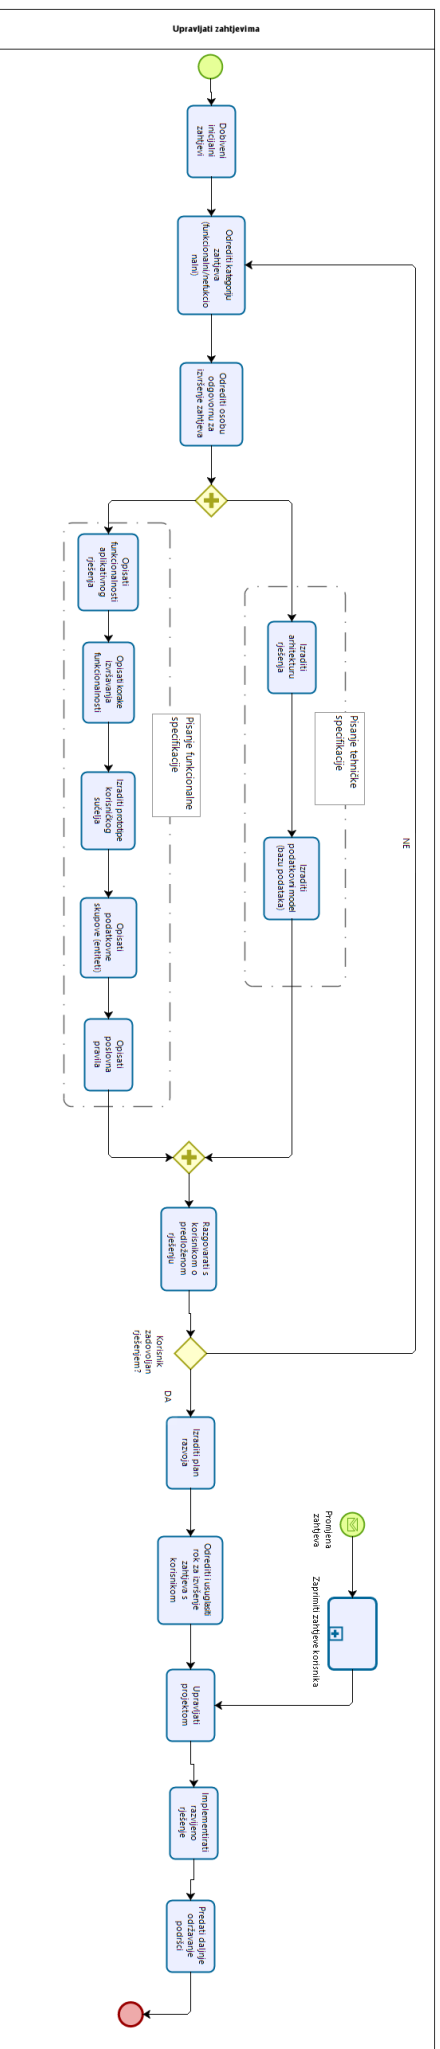 Upravljati zahtjevima
Dobiveni
inicijalni
zahtjevi
Odrediti kategoriju
zahtjeva
(funkcionalni/nefukcio
nalni)
Odrediti osobu
odgovornu za
izvršenje zahtjeva
Opisati
funkcionalnosti
aplikativnog
rješenja
Opisati korake
izvršavanja
funkcionalnosti
Izraditi prototipe
korisničkog
sučelja
Opisati
podatkovne
skupove (entiteti)
Opisati
poslovna
pravila
Pisanje funkcionalne
specifikacije
Izraditi
arhitekturu
rješenja
Izraditi
podatkovni model
(bazu podataka)
Pisanje tehničke
specifikacije
NE
Razgovarati s
korisnikom o
predloženom
rješenju
Korisnik
zadovoljan
rješenjem?
DA
Izraditi plan
razvoja
Odrediti i usuglasiti
rok za izvršenje
zahtjeva s
korisnikom
Promjena
zahtjeva
Zaprimiti zahtjeve korisnika
Upravljati
projektom
Implementirati
razvijeno
rješenje
Predati daljnje
održavanje
podršci